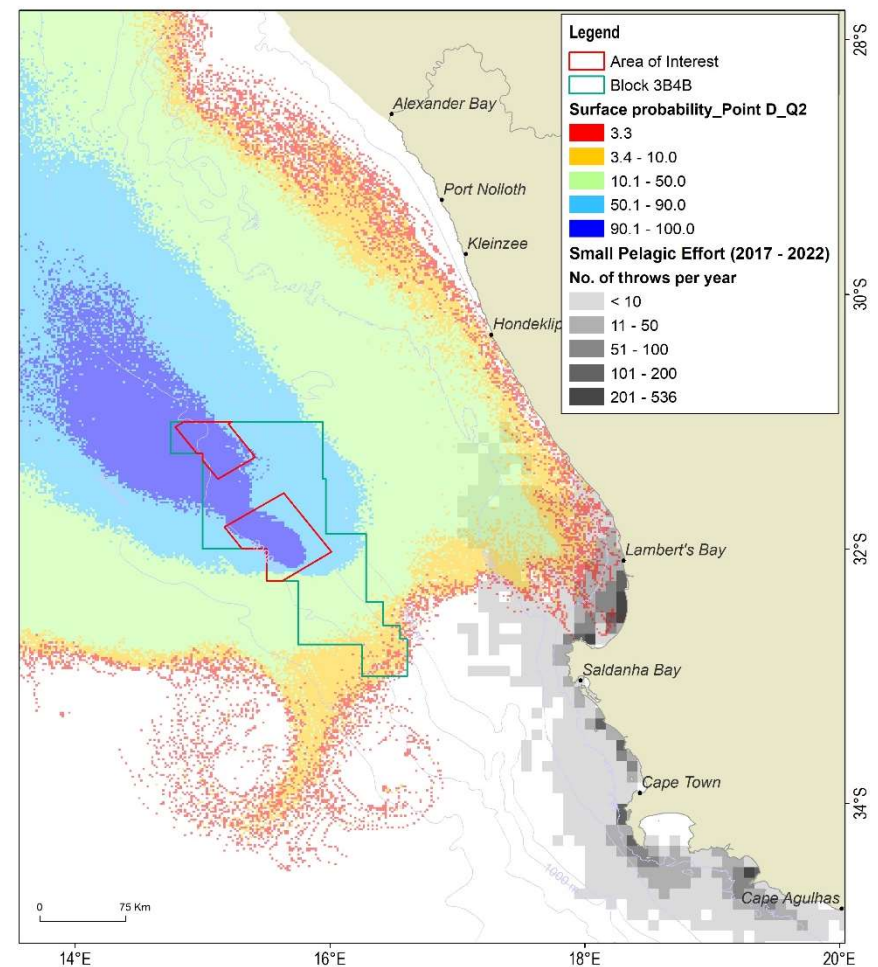 Legend
Area of Interest
Block 3B4B
Surface probability_Point D_Q2
3.3
3.4 - 10.0
10.1 - 50.0
50.1 - 90.0
90.1 - 100.0
Small Pelagic Effort (2017 - 2022)
No. of throws per year
< 10
11 - 50
51 - 100
101 - 200
201 - 536
28°S
Alexander Bay
Port Nolloth
Kleinzee
30°S
Hondeklip
32°S
Lambert's Bay
Saldanha Bay
Cape Town
34°S
1000 m
Cape Agulhas
0 75 Km
14°E 16°E 18°E 20°E